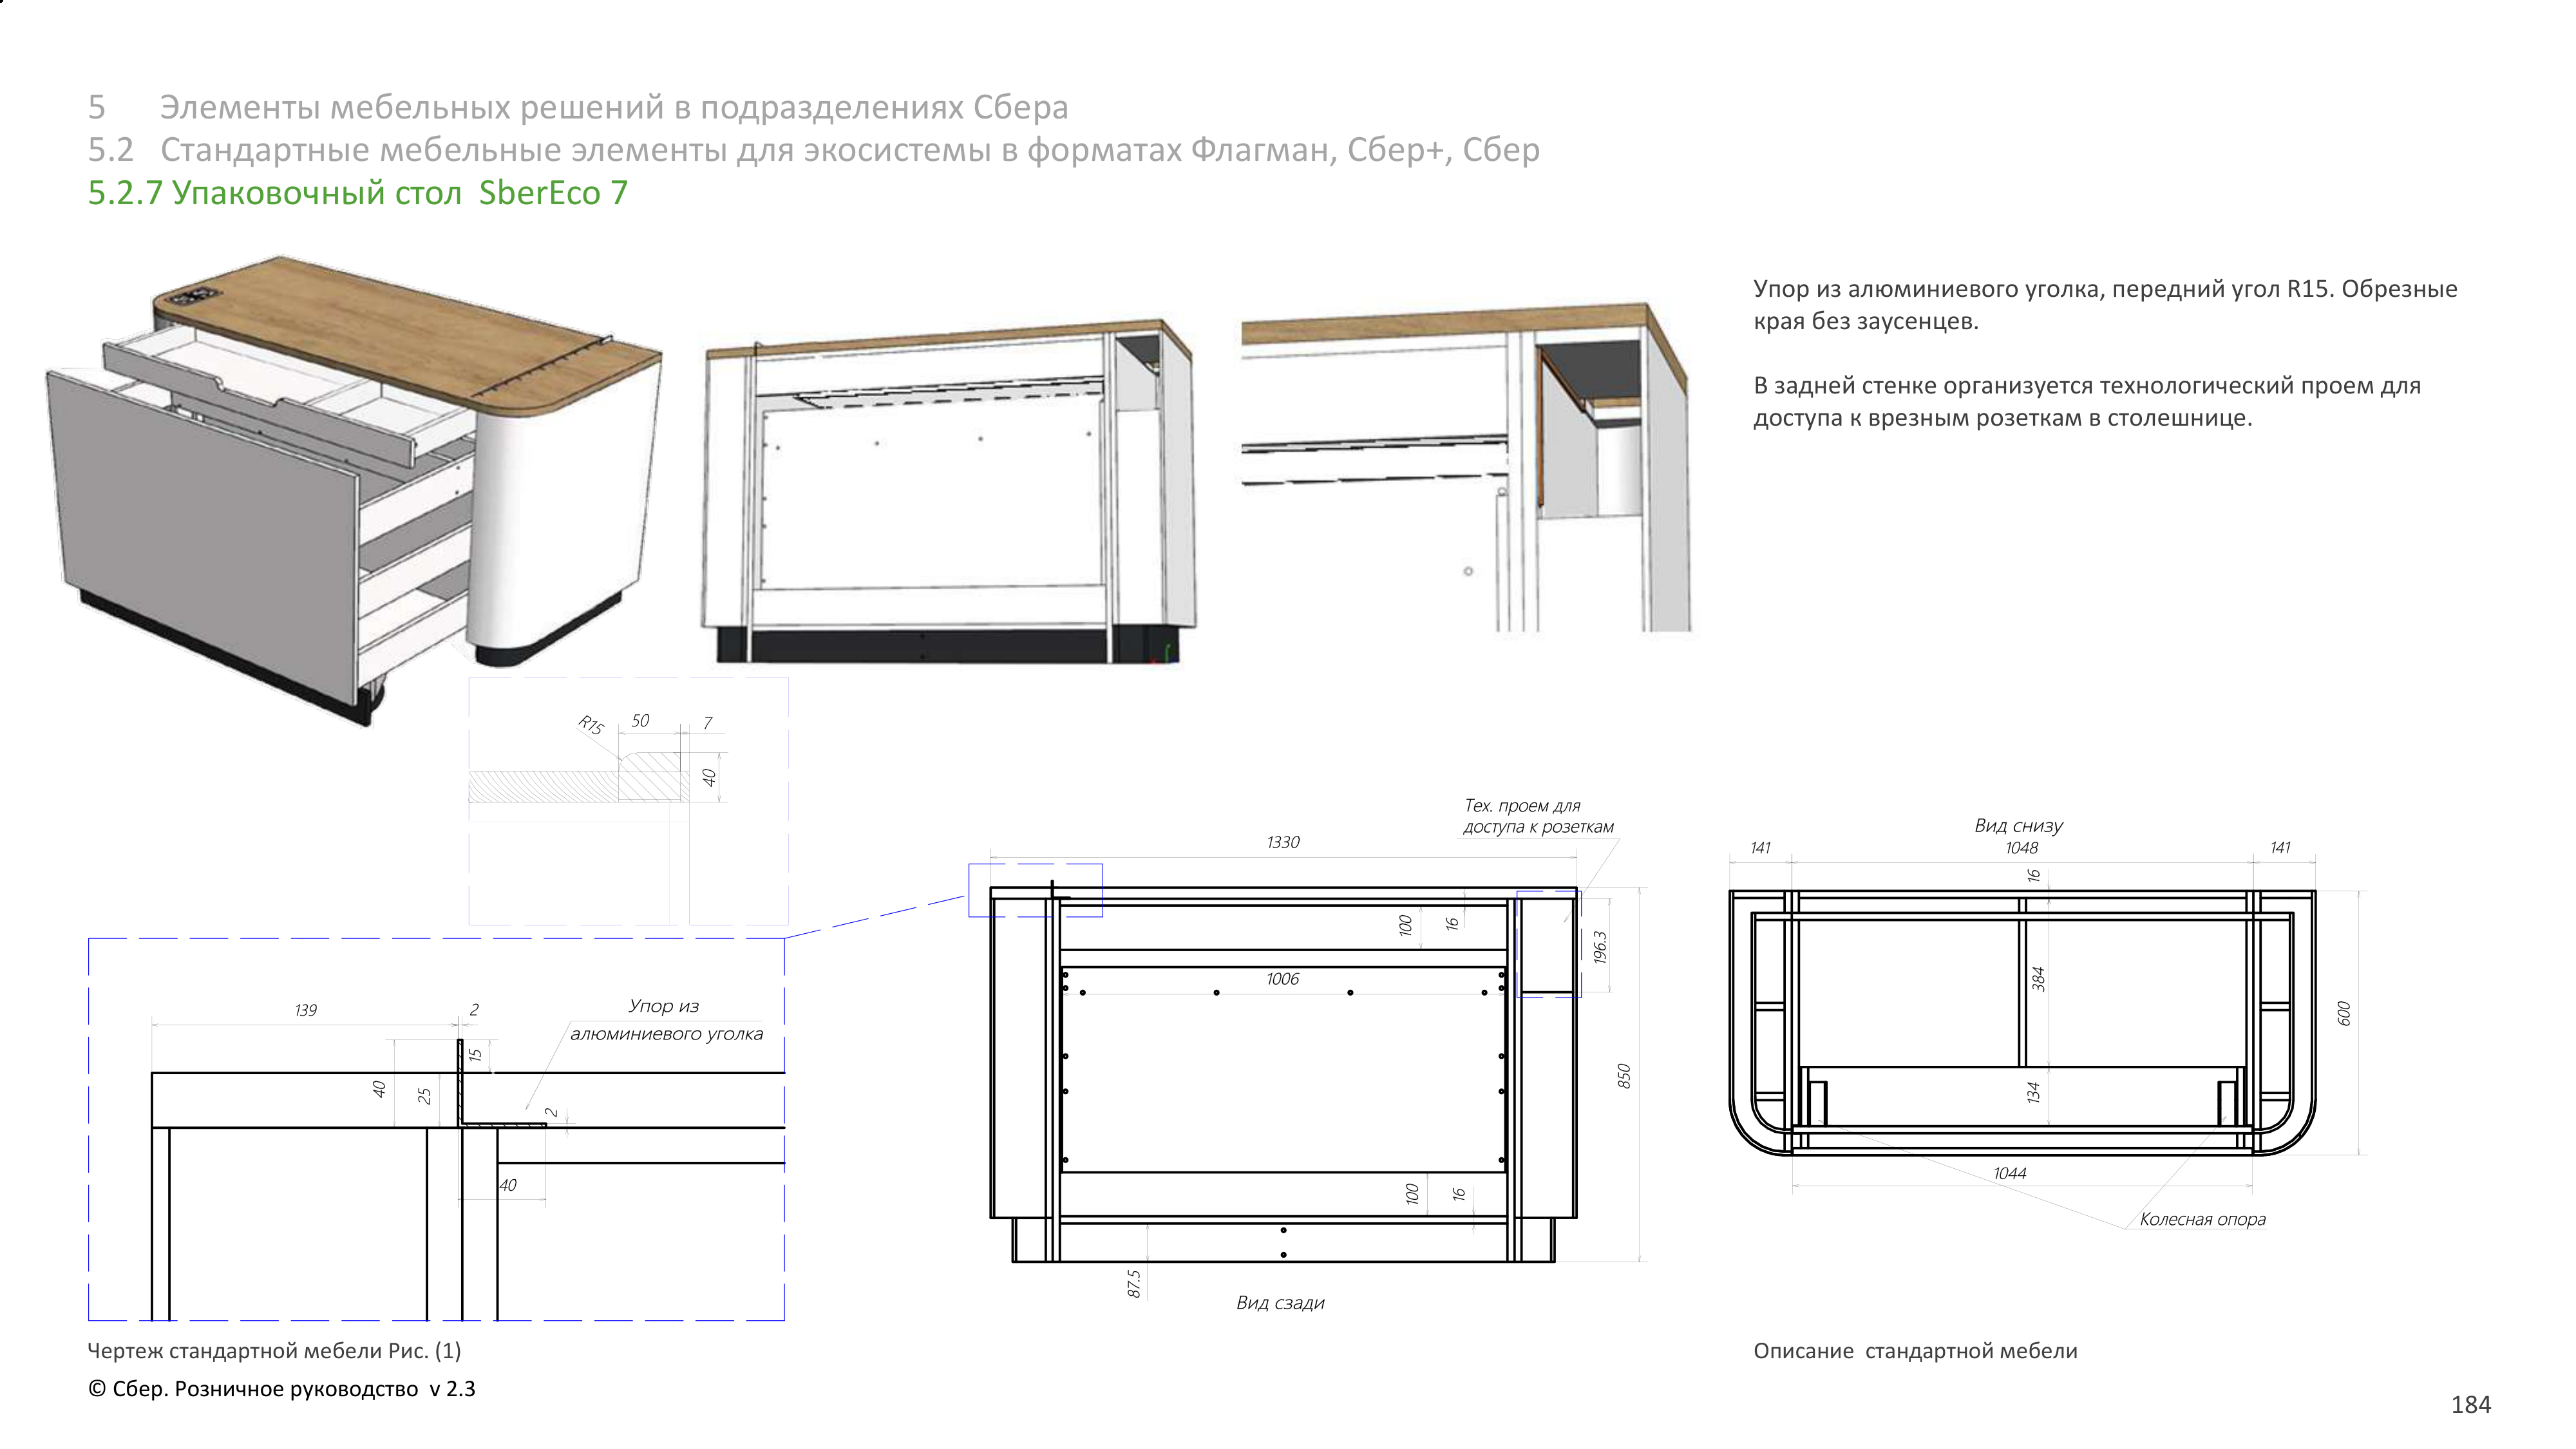 5 Элементы мебельных решений в подразделениях Сбера
5.2 Стандартные мебельные элементы для экосистемы в форматах Флагман, Сбер+, Сбер
5.2.7 Упаковочный стол SberEco 7
Упор из алюминиевого уголка, передний угол R15. Обрезные
края без заусенцев.
В задней стенке организуется технологический проем для
доступа к врезным розеткам в столешнице.
R15
50
7
40
139
2
Упор из
алюминиевого уголка
15
40
25
2
40
Тех. проем для
доступа к розеткам
1330
100
16
196.3
1006
850
100
16
87.5
Вид сзади
Вид снизу
141
1048
141
16
384
600
134
1044
Колесная опора
Чертеж стандартной мебели Рис. (1)
Описание стандартной мебели
© Сбер. Розничное руководство v 2.3
184